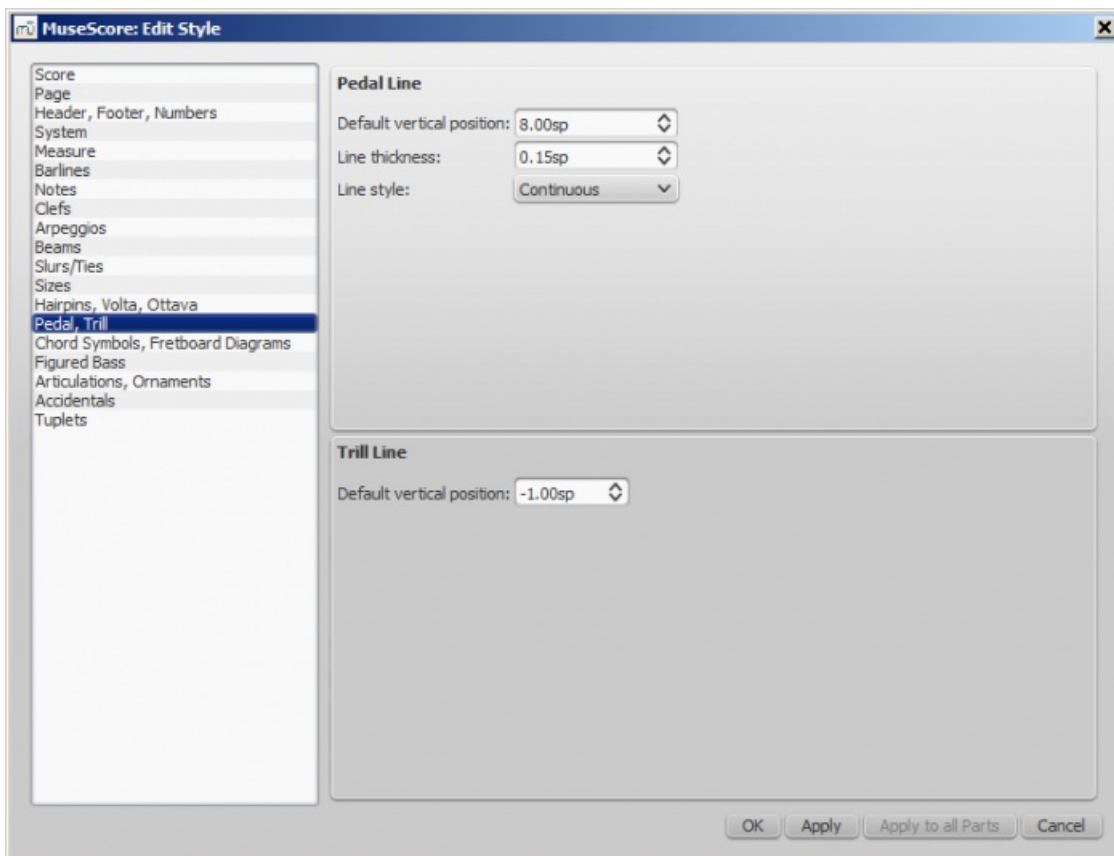 MuseScore: Edit Style
Score
Page
Header, Footer, Numbers
System
Measure
Barlines
Notes
Clefs
Arpeggios
Beams
Slurs/Ties
Sizes
Hairpins, Volta, Ottava
Pedal, Trill
Chord Symbols, Fretboard Diagrams
Figured Bass
Articulations, Ornaments
Accidentals
Tuplets
Pedal Line
Default vertical position: 8.00sp
Line thickness: 0.15sp
Line style: Continuous
Trill Line
Default vertical position: -1.00sp
OK Apply Apply to all Parts Cancel